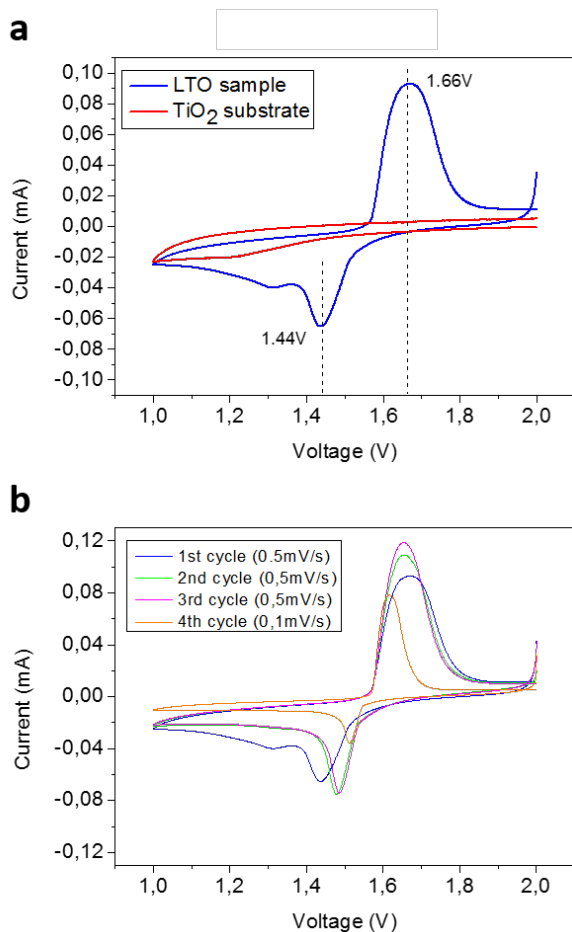 a
0,10
0,08
0,06
0,04
0,02
0.00
-0,02
-0,04
-0,06
-0,08
-0,10
Current (mA)
LTO sample
TiO2 substrate
1.66V
1.44V
1,0
1,2
1,4
1,6
1,8
2,0
Voltage (V)
b
0,12
0,08
0,04
0,00
-0,04
-0,08
-0,12
Current (mA)
1st cycle (0.5mV/s)
2nd cycle (0,5mV/s)
3rd cycle (0,5mV/s)
4th cycle (0,1mV/s)
1,0
1,2
1,4
1,6
1,8
2,0
Voltage (V)